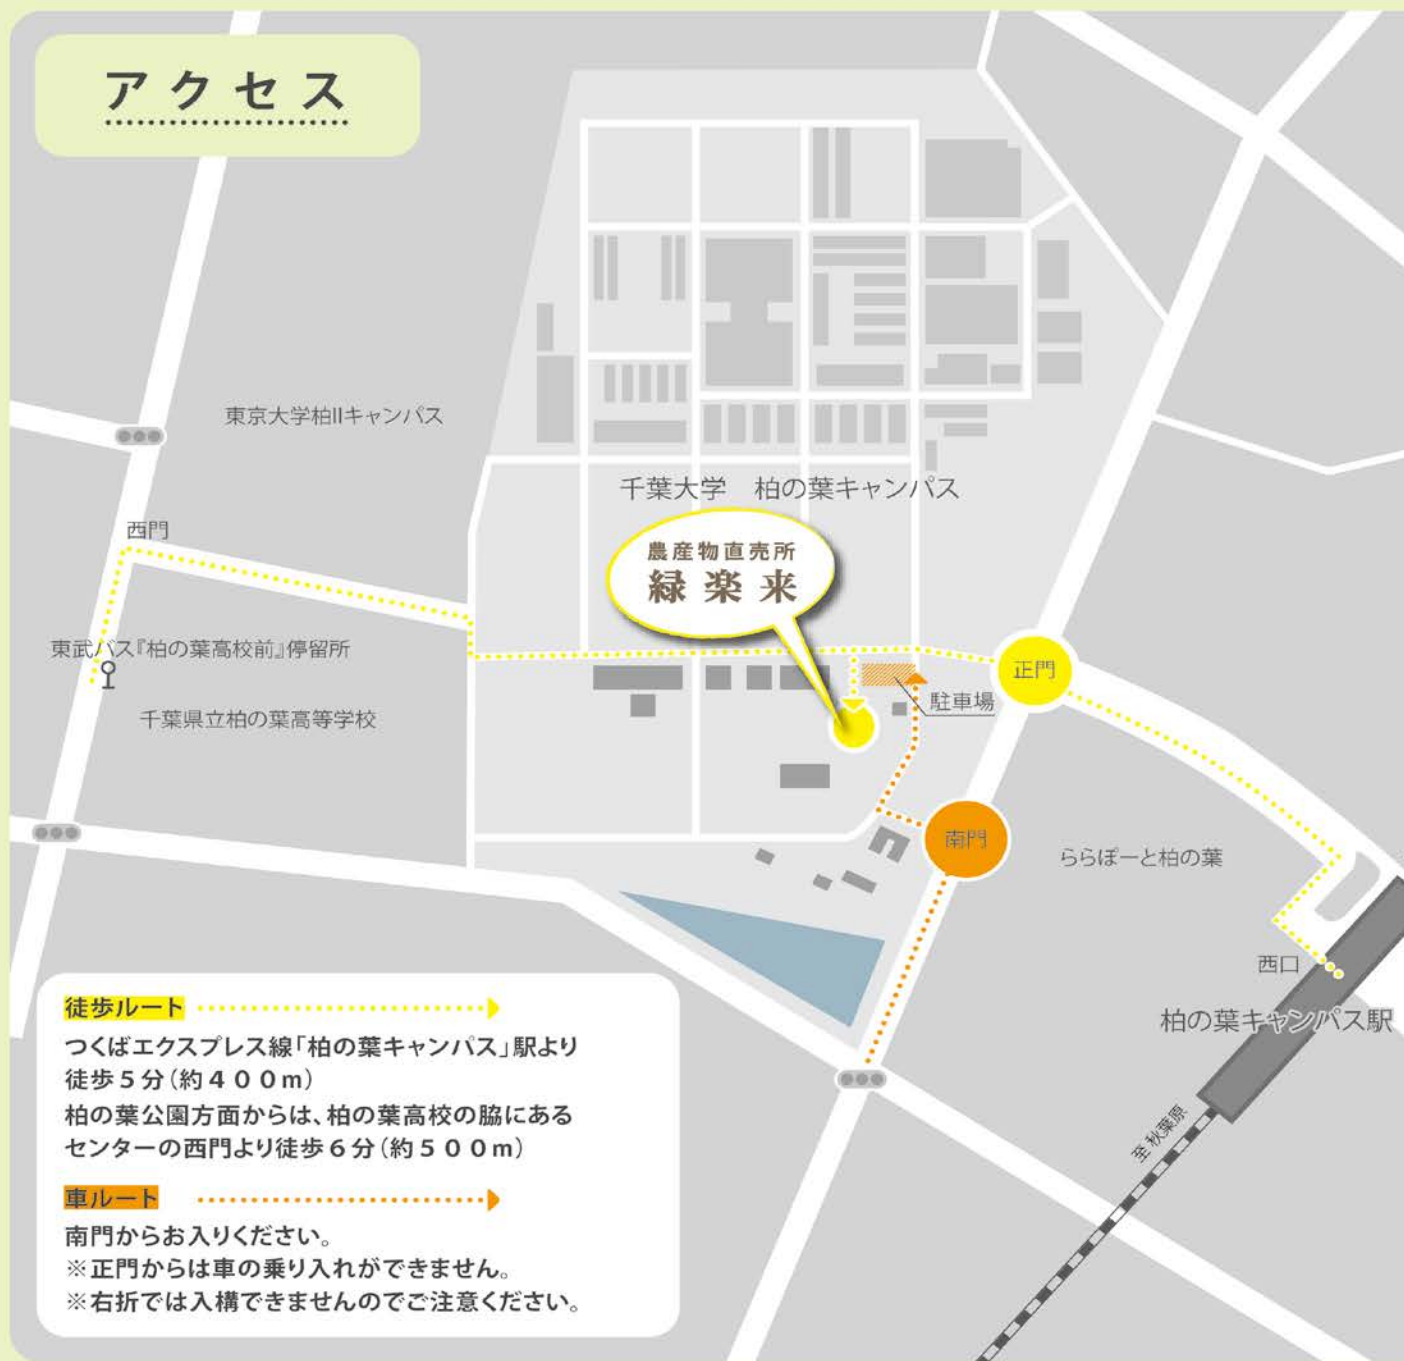 アクセス
東京大学柏IIキャンパス
千葉大学　柏の葉キャンパス
西門
農産物直売所
緑楽来
東武バス『柏の葉高校前』停留所
正門
駐車場
千葉県立柏の葉高等学校
南門
ららぽーと柏の葉
西口
柏の葉キャンパス駅
至 秋葉原
徒歩ルート
つくばエクスプレス線「柏の葉キャンパス」駅より
徒歩５分（約４００m）
柏の葉公園方面からは、柏の葉高校の脇にある
センターの西門より徒歩６分（約５００m）
車ルート
南門からお入りください。
※正門からは車の乗り入れができません。
※右折では入構できませんのでご注意ください。